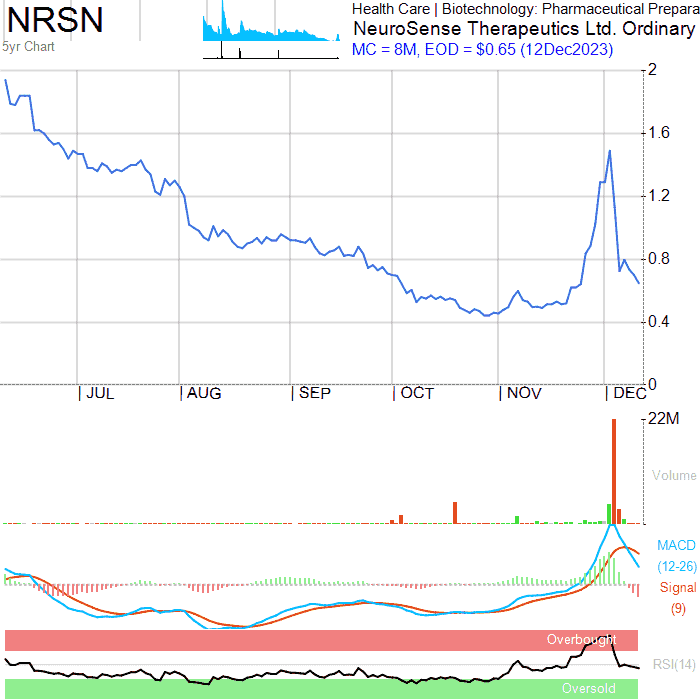 NRSN
5yr Chart
Health Care | Biotechnology: Pharmaceutical Prepara
NeuroSense Therapeutics Ltd. Ordinary
MC = 8M, EOD = $0.65 (12Dec2023)
2
1.6
1.2
0.8
0.4
0
JUL
AUG
SEP
OCT
NOV
DEC
22M
Volume
MACD
(12-26)
Signal
(9)
Overbought
RSI(14)
Oversold